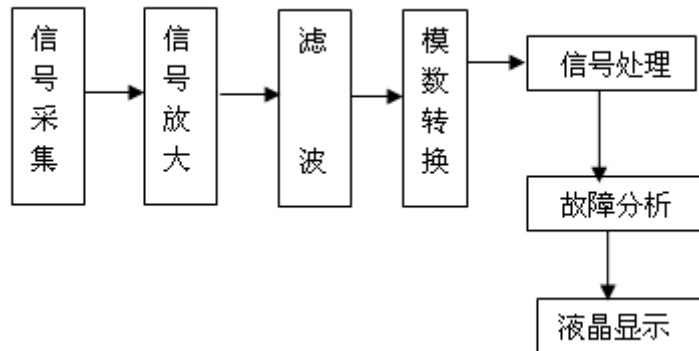 信号采集
信号放大
滤波
模数转换
信号处理
故障分析
液晶显示